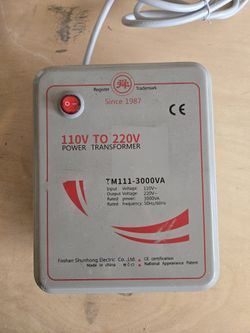 Register Trademark
Since 1987
CE
110V TO 220V
POWER TRANSFORMER
TM111-3000VA
Input Voltage: 110V~
Output Voltage: 220V~
Rated power: 3000VA
Rated frequency: 50Hz/60Hz
Foshan Shunhong Electric Co.,Ltd.
Made in china
CE certification
National Appearance Patent